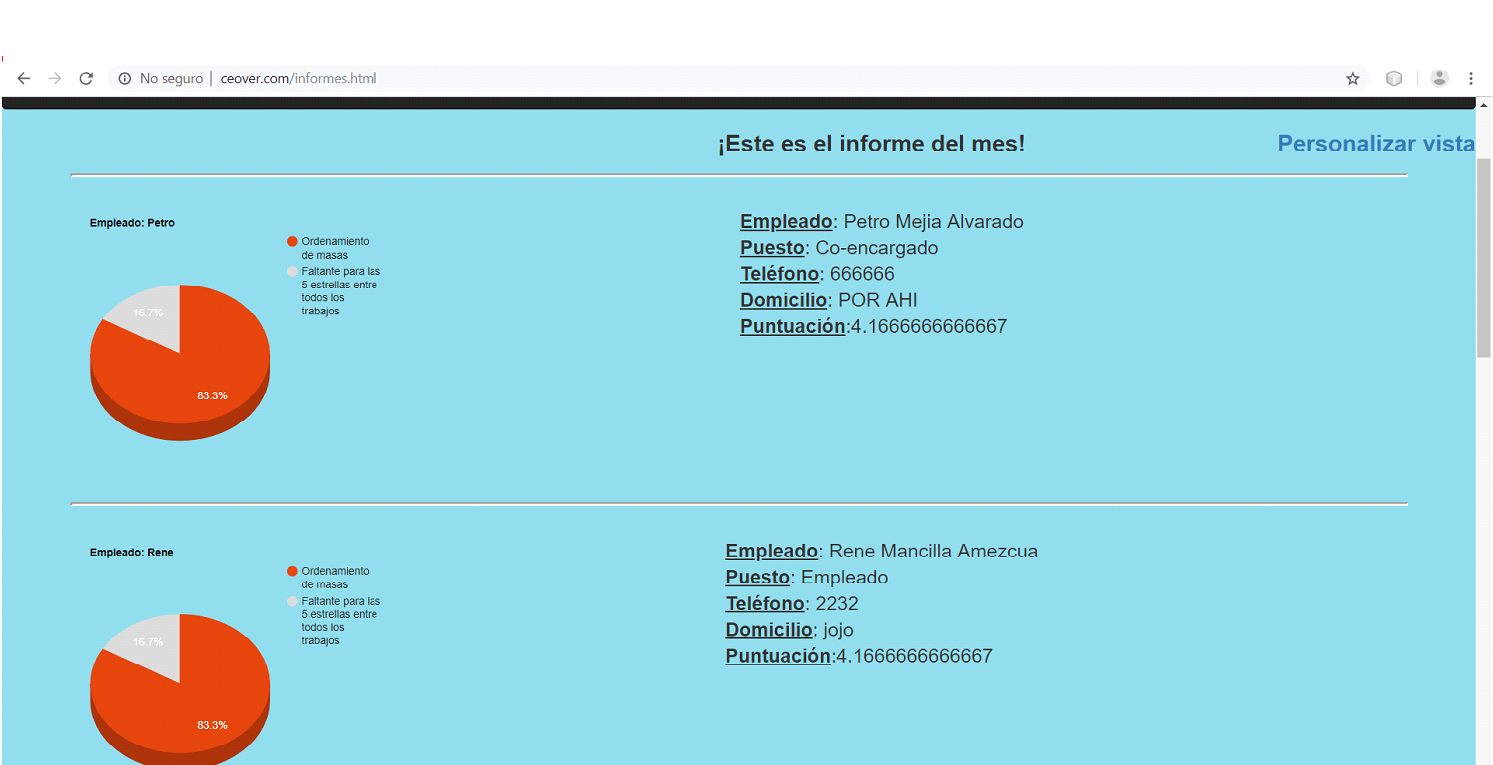 No seguro | ceover.com/informes.html
¡Este es el informe del mes!
Personalizar vista
Empleado: Petro
Ordenamiento
de masas
Faltante para las
5 estrellas entre
todos los
trabajos
16.7%
83.3%
Empleado: Petro Mejia Alvarado
Puesto: Co-encargado
Teléfono: 666666
Domicilio: POR AHI
Puntuación:4.1666666666667
Empleado: Rene
Ordenamiento
de masas
Faltante para las
5 estrellas entre
todos los
trabajos
16.7%
83.3%
Empleado: Rene Mancilla Amezcua
Puesto: Empleado
Teléfono: 2232
Domicilio: jojo
Puntuación:4.1666666666667